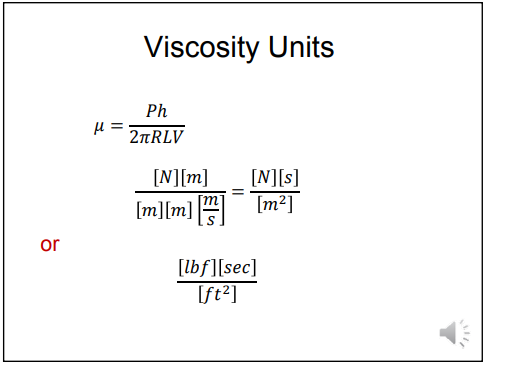 Viscosity Units
μ = Ph / 2πRLV
[N][m] / [m][m][m/s] = [N][s] / [m²]
or
[lbf][sec] / [ft²]